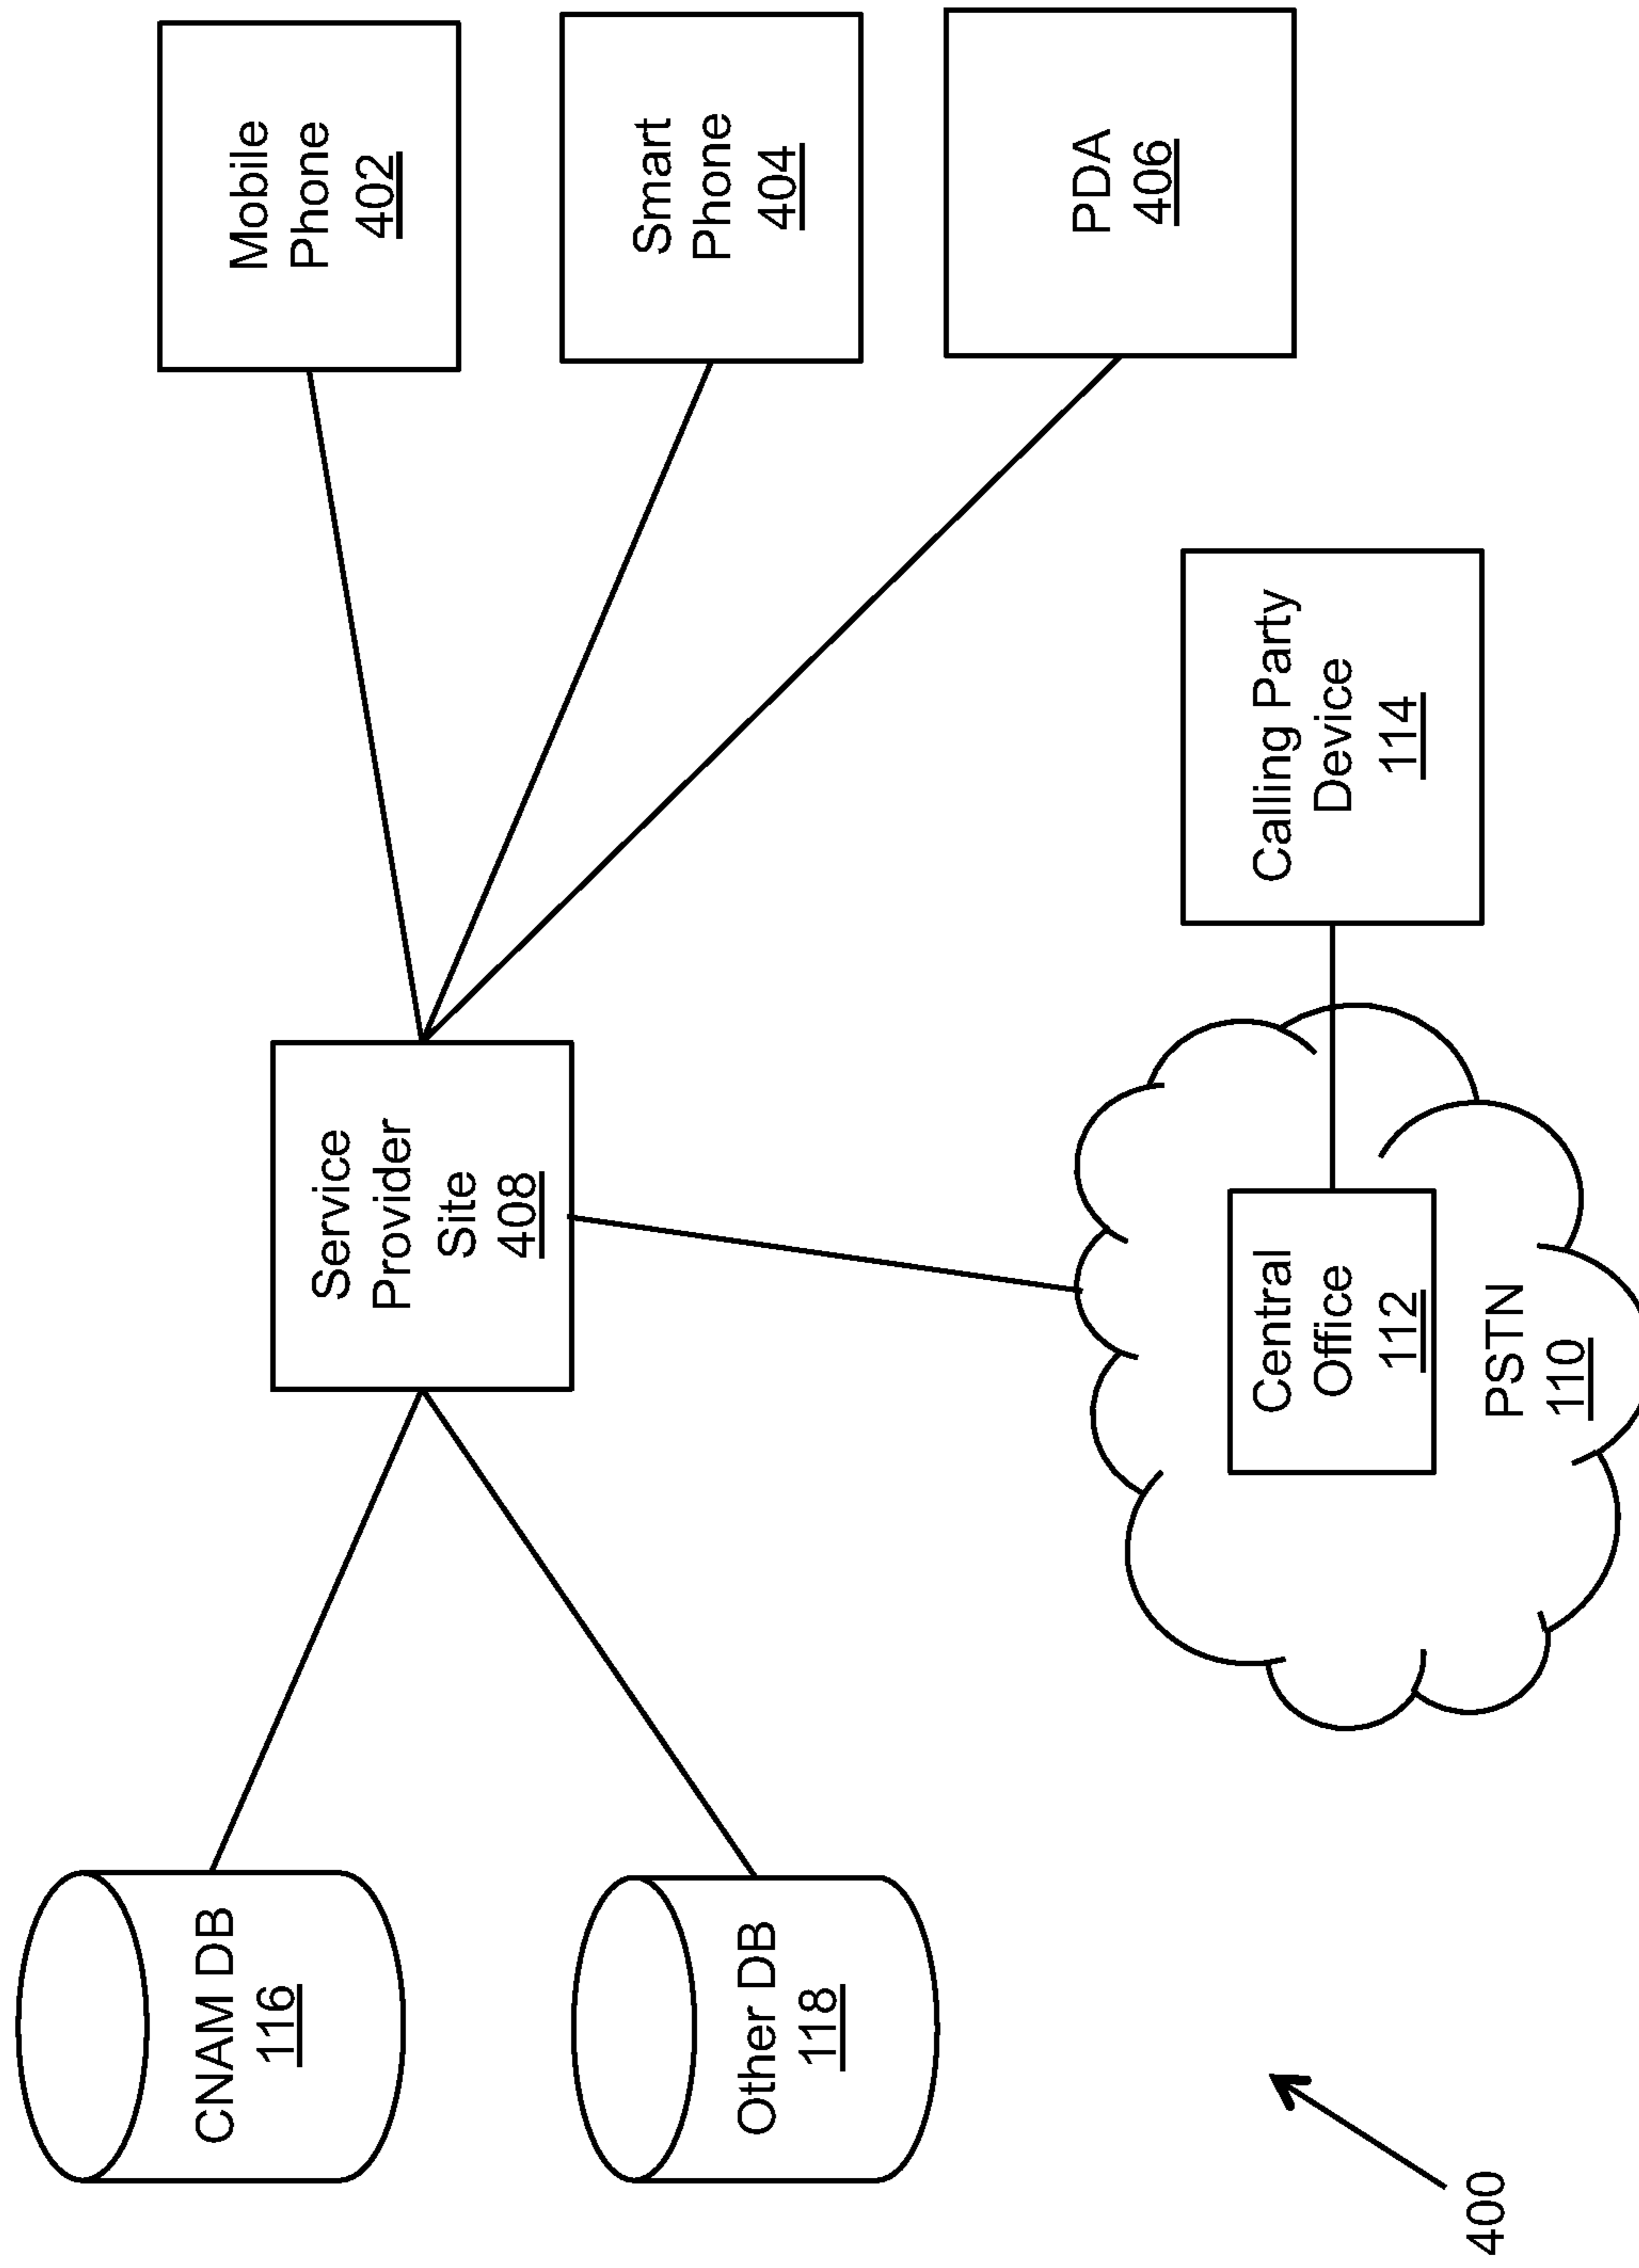 CNAM DB
116
Other DB
118
400
Service
Provider
Site
408
Central
Office
112
PSTN
110
Calling Party
Device
114
Mobile
Phone
402
Smart
Phone
404
PDA
406